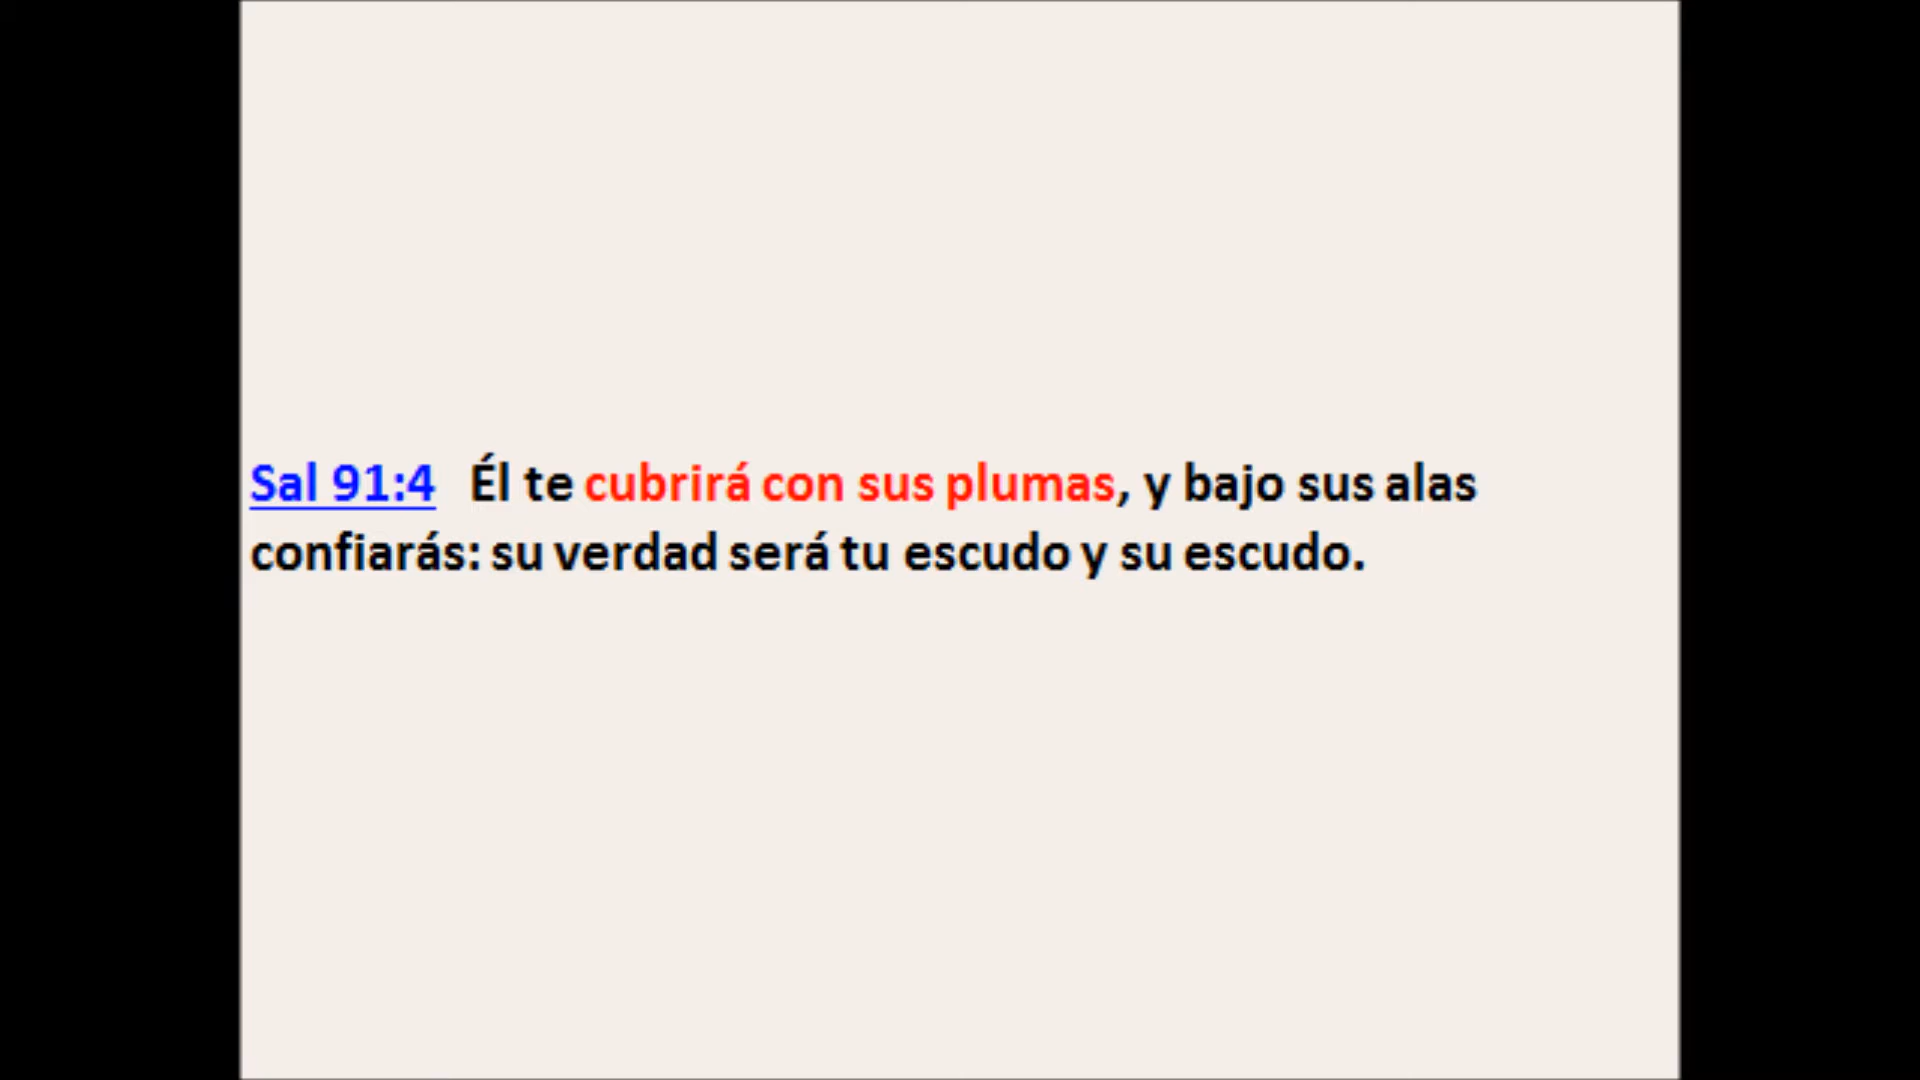 Sal 91:4 Él te cubrirá con sus plumas, y bajo sus alas
confiarás: su verdad será tu escudo y su escudo.